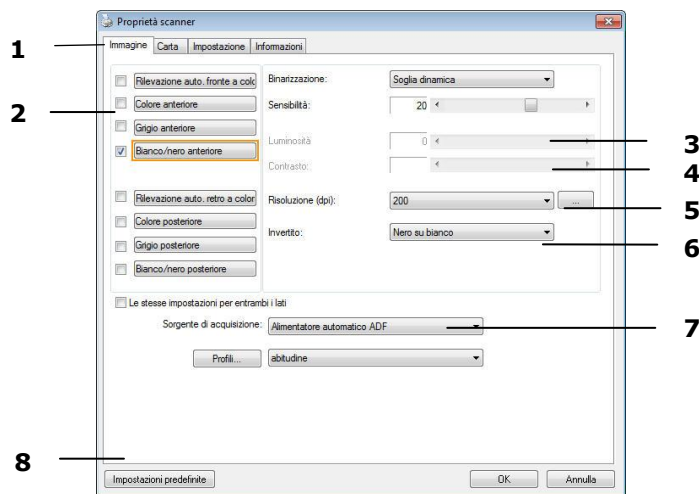 Proprietà scanner
1
Immagine Carta Impostazione Informazioni
2
Rilevazione auto. fronte a colo
Colore anteriore
Grigio anteriore
Bianco/nero anteriore
Rilevazione auto. retro a color
Colore posteriore
Grigio posteriore
Bianco/nero posteriore
Binarizzazione: Soglia dinamica
Sensibilità: 20
Luminosità 0
3
Contrasto:
4
Risoluzione (dpi): 200 ...
5
Invertito: Nero su bianco
6
Le stesse impostazioni per entrambi i lati
Sorgente di acquisizione: Alimentatore automatico ADF
7
Profili... abitudine
8
Impostazioni predefinite OK Annulla